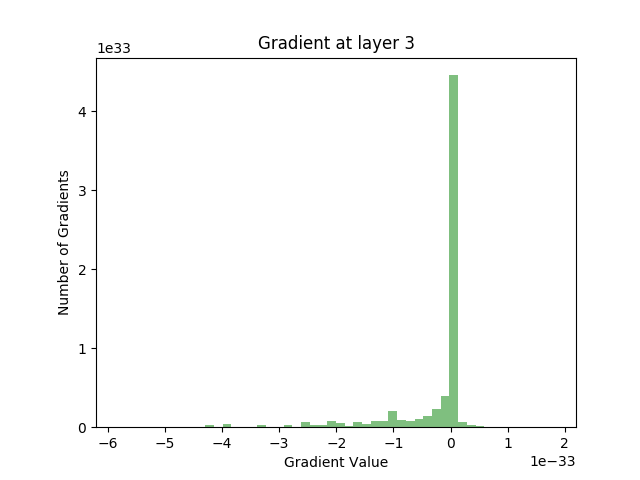 Gradient at layer 3
1e33
Number of Gradients
4
3
2
1
0
−6 −5 −4 −3 −2 −1 0 1 2
Gradient Value
1e−33